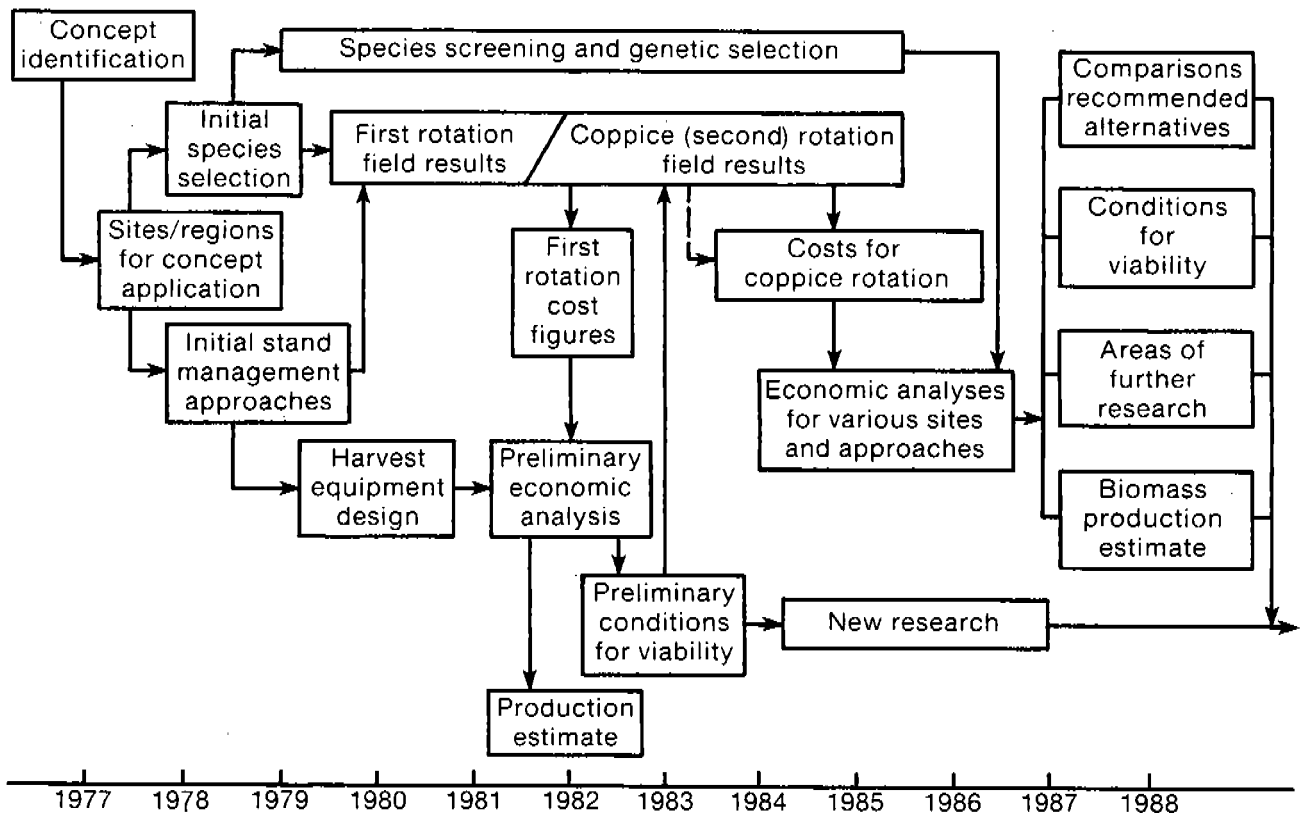 Concept
identification
Species screening and genetic selection
Comparisons
recommended
alternatives
Initial
species
selection
First rotation
field results
Coppice (second) rotation
field results
Sites/regions
for concept
application
First
rotation
cost
figures
Costs for
coppice rotation
Conditions
for
viability
Initial stand
management
approaches
Economic analyses
for various sites
and approaches
Areas of
further
research
Harvest
equipment
design
Preliminary
economic
analysis
Biomass
production
estimate
Preliminary
conditions
for viability
New research
Production
estimate
1977 1978 1979 1980 1981 1982 1983 1984 1985 1986 1987 1988